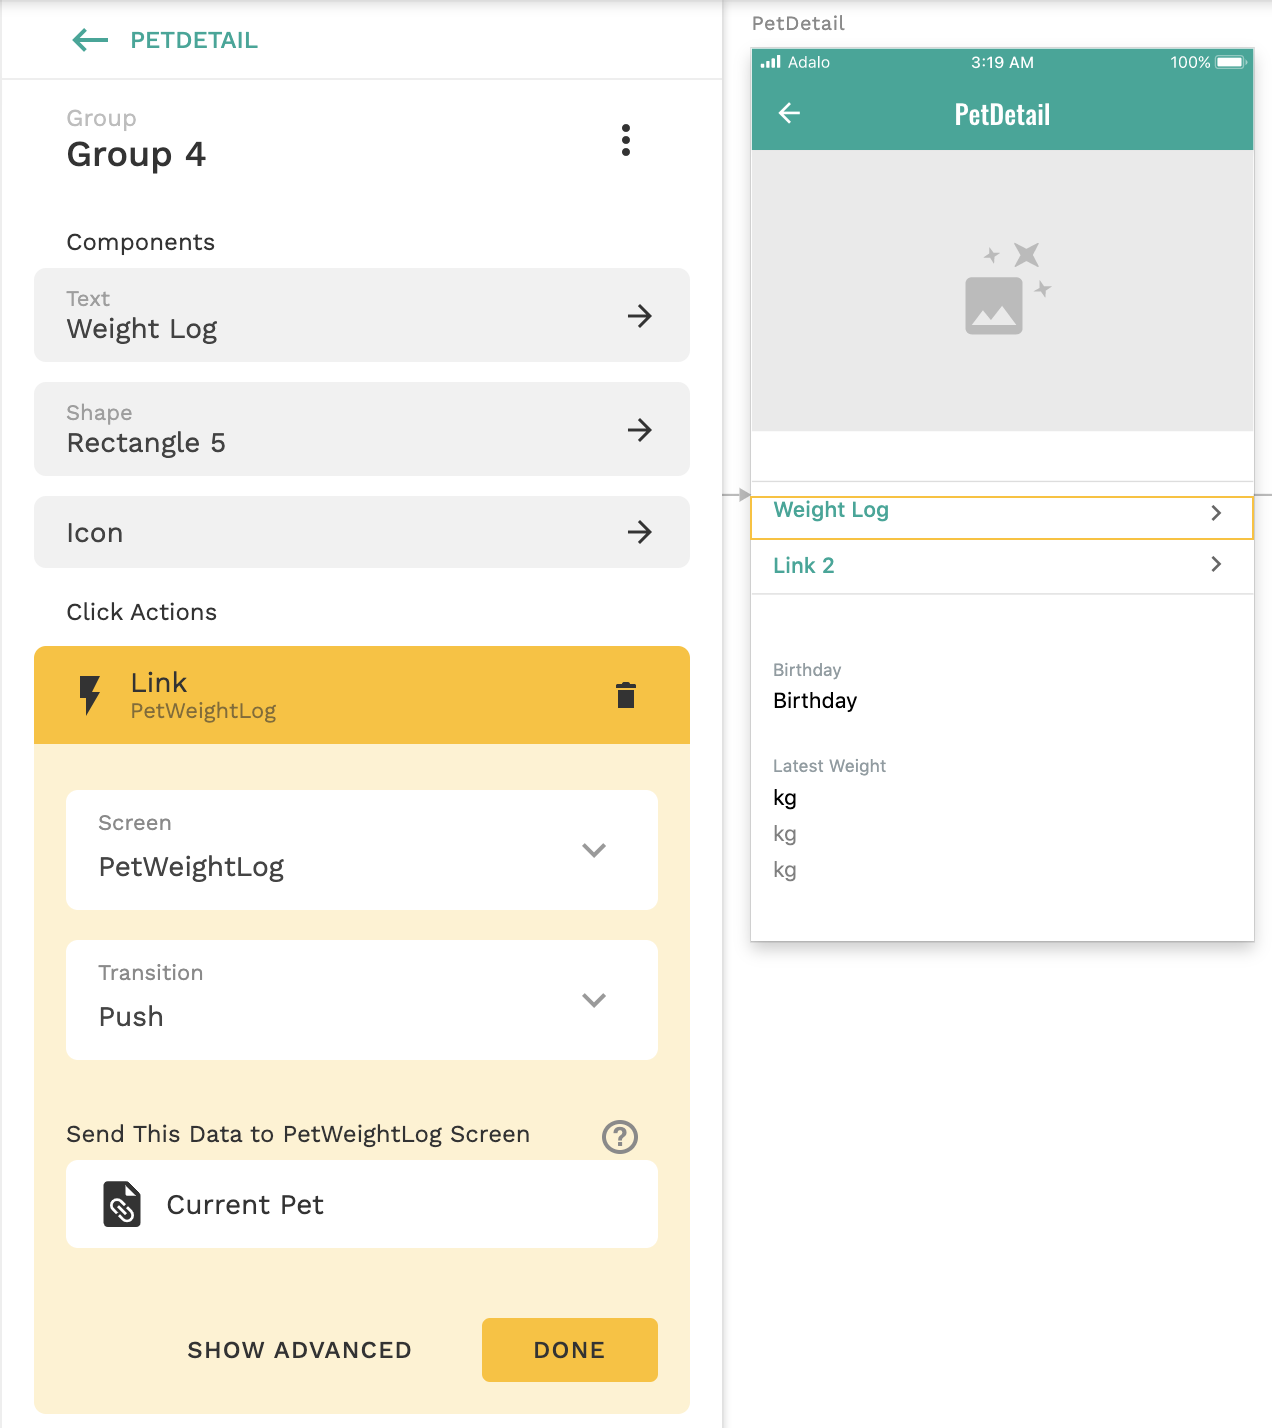 PETDETAIL
Group
Group 4
Components
Text
Weight Log
Shape
Rectangle 5
Icon
Click Actions
Link
PetWeightLog
Screen
PetWeightLog
Transition
Push
Send This Data to PetWeightLog Screen
?
Current Pet
SHOW ADVANCED
DONE
PetDetail
Adalo
3:19 AM
100%
PetDetail
Weight Log
Link 2
Birthday
Birthday
Latest Weight
kg
kg
kg